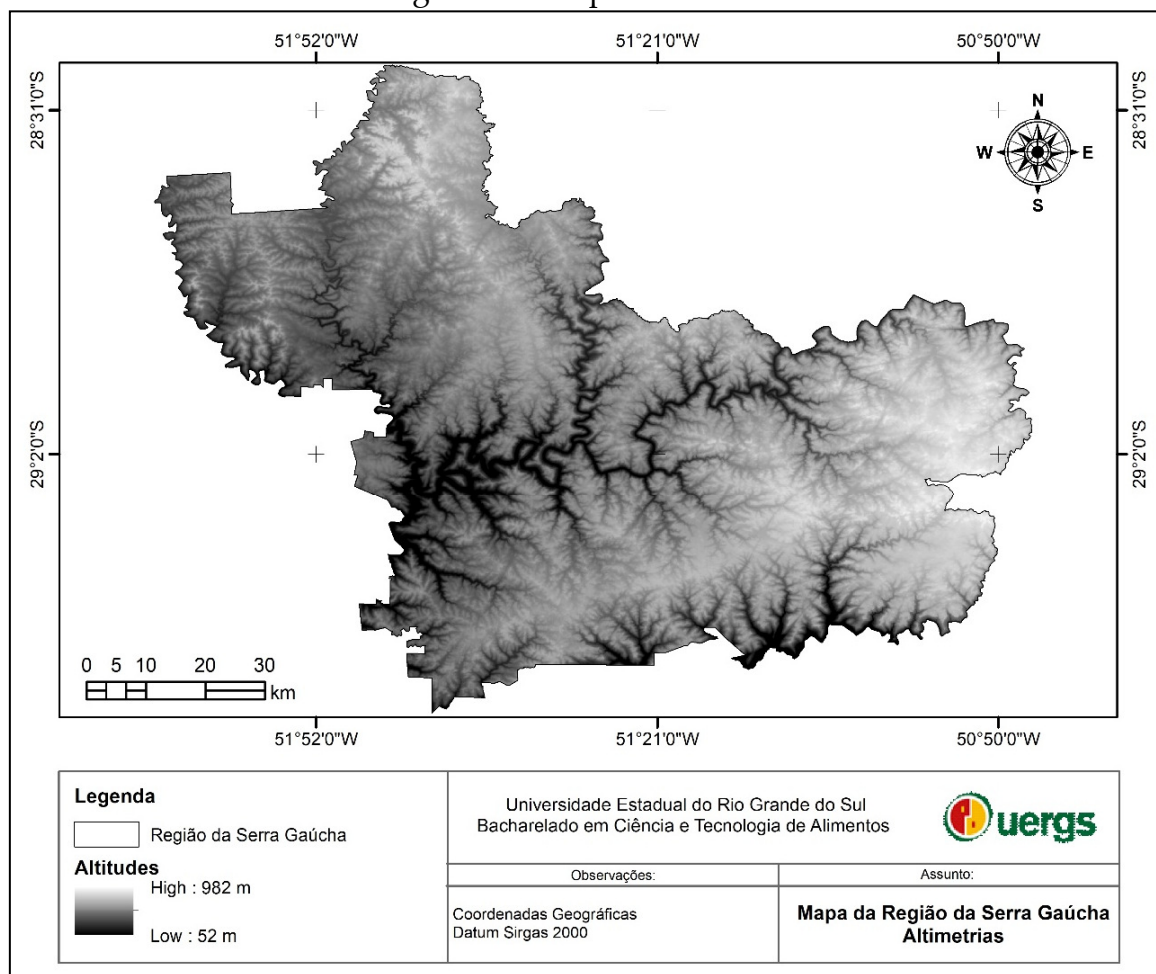 51°52'0"W 51°21'0"W 50°50'0"W
28°31'0"S 28°31'0"S
N
W E
S
29°2'0"S 29°2'0"S
0 5 10 20 30
km
51°52'0"W 51°21'0"W 50°50'0"W
Legenda
Região da Serra Gaúcha
Altitudes
High : 982 m
Low : 52 m
Universidade Estadual do Rio Grande do Sul
Bacharelado em Ciência e Tecnologia de Alimentos
uergs
Observações:
Coordenadas Geográficas
Datum Sirgas 2000
Assunto:
Mapa da Região da Serra Gaúcha
Altimetrias